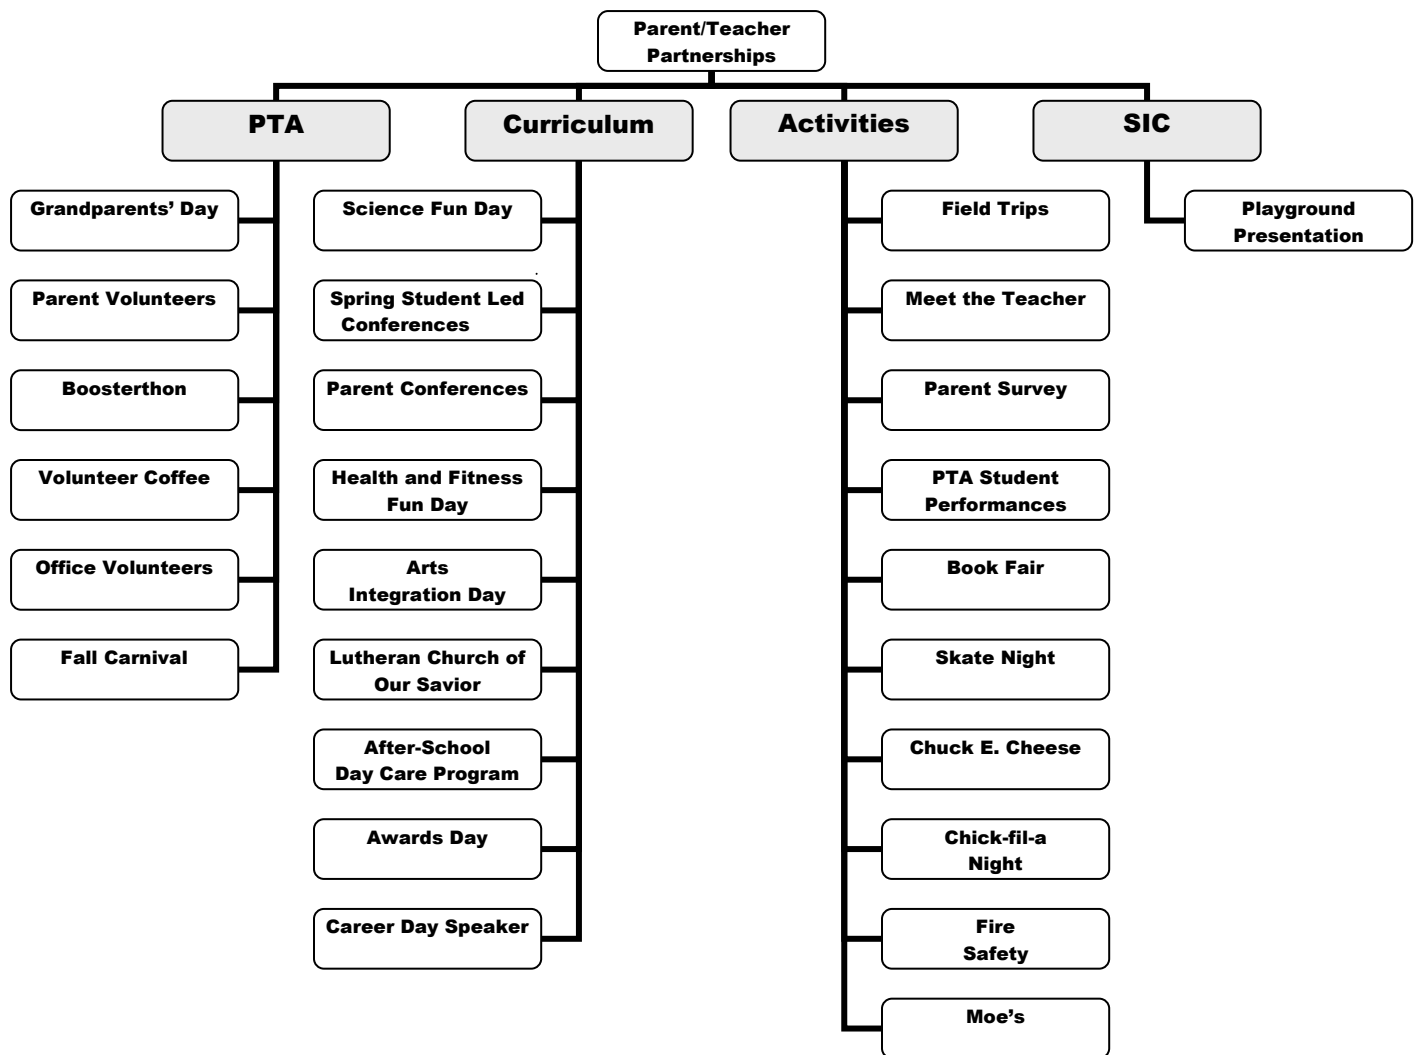 Parent/Teacher
Partnerships
PTA
Curriculum
Activities
SIC
Grandparents’ Day
Parent Volunteers
Boosterthon
Volunteer Coffee
Office Volunteers
Fall Carnival
Science Fun Day
Spring Student Led
Conferences
Parent Conferences
Health and Fitness
Fun Day
Arts
Integration Day
Lutheran Church of
Our Savior
After-School
Day Care Program
Awards Day
Career Day Speaker
Field Trips
Meet the Teacher
Parent Survey
PTA Student
Performances
Book Fair
Skate Night
Chuck E. Cheese
Chick-fil-a
Night
Fire
Safety
Moe’s
Playground
Presentation